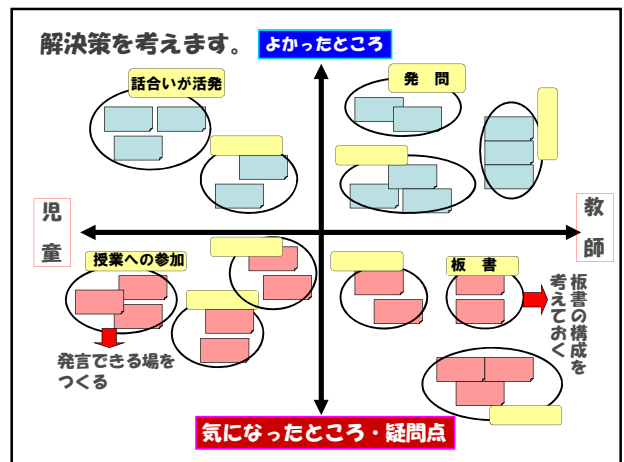 解決策を考えます。
よかったところ
話合いが活発
発問
児童
教師
授業への参加
板書
発言できる場を
つくる
板書の構成を
考えておく
気になったところ・疑問点